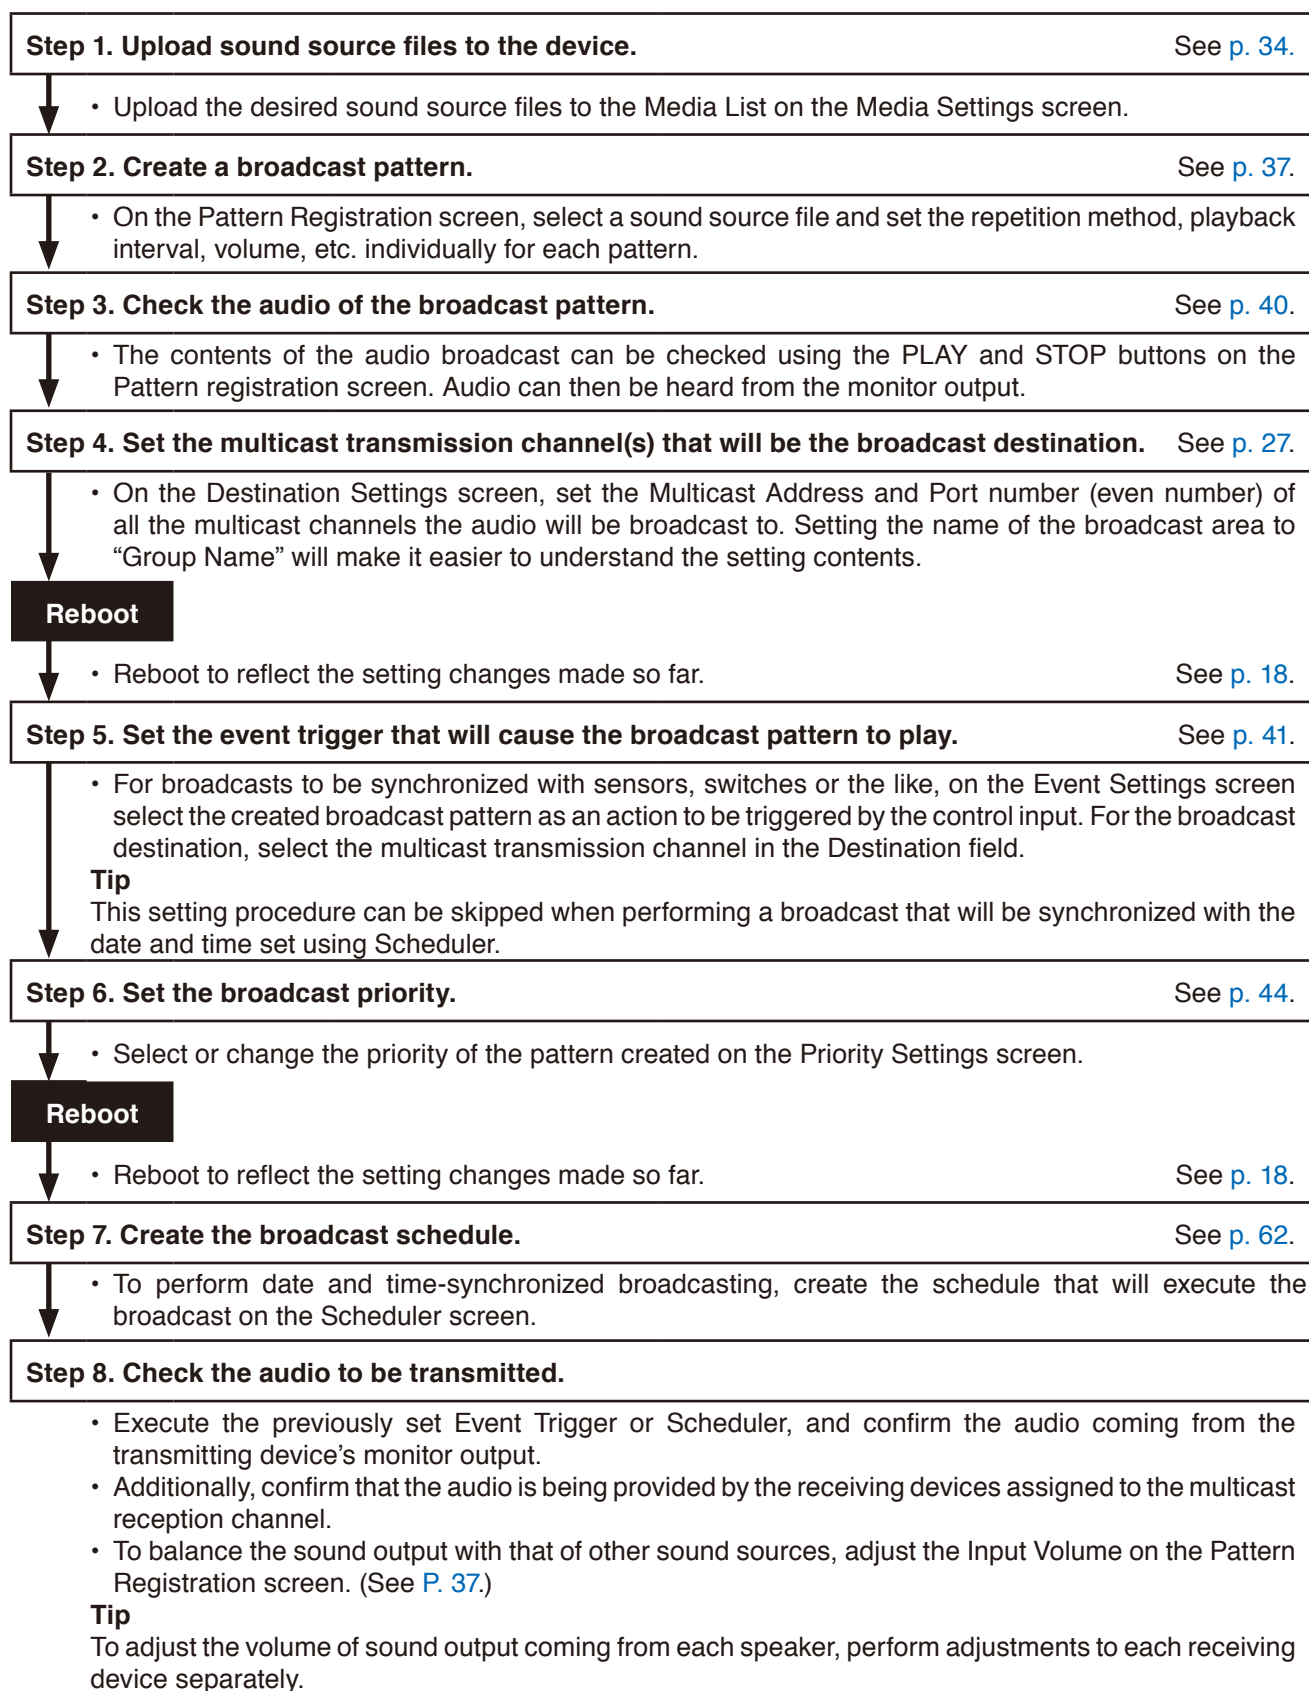 Step 1. Upload sound source files to the device. See p. 34.
• Upload the desired sound source files to the Media List on the Media Settings screen.
Step 2. Create a broadcast pattern. See p. 37.
• On the Pattern Registration screen, select a sound source file and set the repetition method, playback
interval, volume, etc. individually for each pattern.
Step 3. Check the audio of the broadcast pattern. See p. 40.
• The contents of the audio broadcast can be checked using the PLAY and STOP buttons on the
Pattern registration screen. Audio can then be heard from the monitor output.
Step 4. Set the multicast transmission channel(s) that will be the broadcast destination. See p. 27.
• On the Destination Settings screen, set the Multicast Address and Port number (even number) of
all the multicast channels the audio will be broadcast to. Setting the name of the broadcast area to
“Group Name” will make it easier to understand the setting contents.
Reboot
• Reboot to reflect the setting changes made so far. See p. 18.
Step 5. Set the event trigger that will cause the broadcast pattern to play. See p. 41.
• For broadcasts to be synchronized with sensors, switches or the like, on the Event Settings screen
select the created broadcast pattern as an action to be triggered by the control input. For the broadcast
destination, select the multicast transmission channel in the Destination field.
Tip
This setting procedure can be skipped when performing a broadcast that will be synchronized with the
date and time set using Scheduler.
Step 6. Set the broadcast priority. See p. 44.
• Select or change the priority of the pattern created on the Priority Settings screen.
Reboot
• Reboot to reflect the setting changes made so far. See p. 18.
Step 7. Create the broadcast schedule. See p. 62.
• To perform date and time-synchronized broadcasting, create the schedule that will execute the
broadcast on the Scheduler screen.
Step 8. Check the audio to be transmitted.
• Execute the previously set Event Trigger or Scheduler, and confirm the audio coming from the
transmitting device’s monitor output.
• Additionally, confirm that the audio is being provided by the receiving devices assigned to the multicast
reception channel.
• To balance the sound output with that of other sound sources, adjust the Input Volume on the Pattern
Registration screen. (See P. 37.)
Tip
To adjust the volume of sound output coming from each speaker, perform adjustments to each receiving
device separately.